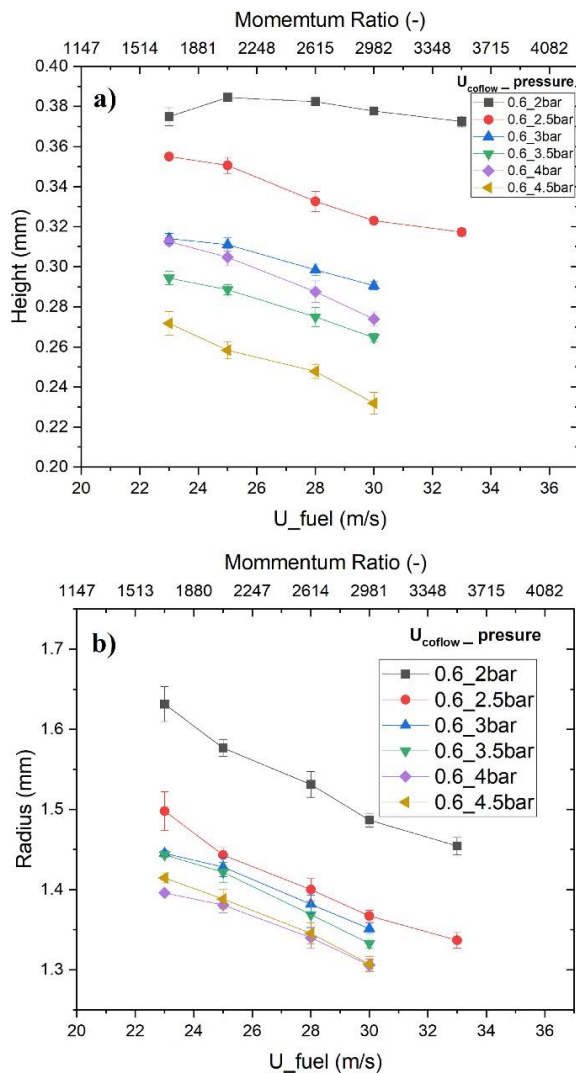 Momemtum Ratio (-)
1147 1514 1881 2248 2615 2982 3348 3715 4082
0.40
a)
U_coflow_ pressure
0.6_2bar
0.6_2.5bar
0.6_3bar
0.6_3.5bar
0.6_4bar
0.6_4.5bar
0.38
0.36
0.34
0.32
0.30
0.28
0.26
0.24
0.22
0.20
Height (mm)
20 22 24 26 28 30 32 34 36
U_fuel (m/s)
Mommentum Ratio (-)
1147 1513 1880 2247 2614 2981 3348 3715 4082
b)
U_coflow_ presure
0.6_2bar
0.6_2.5bar
0.6_3bar
0.6_3.5bar
0.6_4bar
0.6_4.5bar
1.7
1.6
1.5
1.4
1.3
Radius (mm)
20 22 24 26 28 30 32 34 36
U_fuel (m/s)